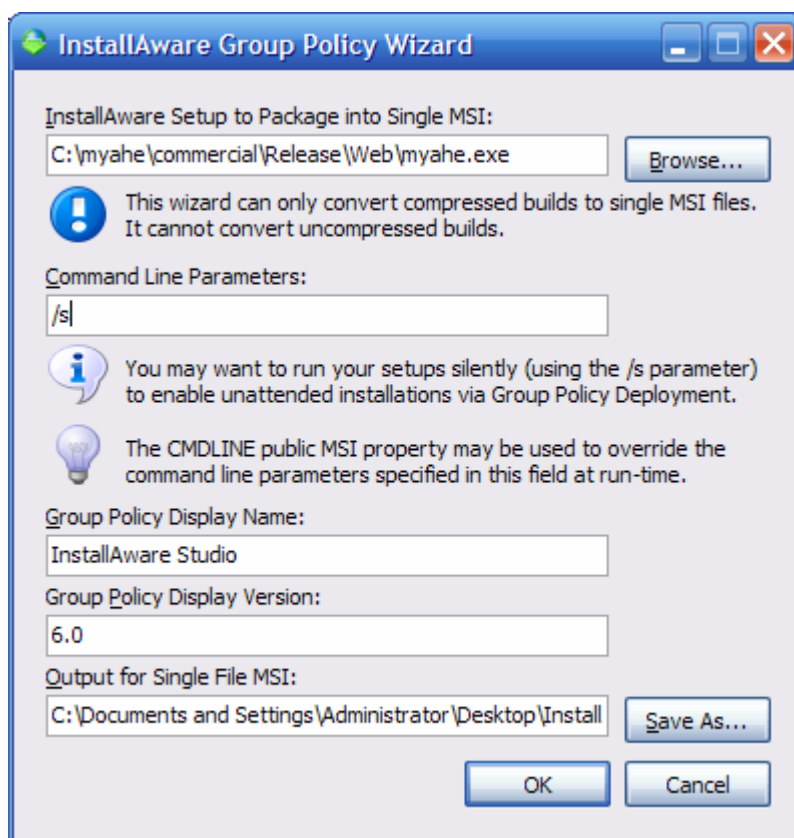 InstallAware Group Policy Wizard
InstallAware Setup to Package into Single MSI:
C:\myahe\commercial\Release\Web\myahe.exe
Browse...
This wizard can only convert compressed builds to single MSI files.
It cannot convert uncompressed builds.
Command Line Parameters:
/s
You may want to run your setups silently (using the /s parameter)
to enable unattended installations via Group Policy Deployment.
The CMDLINE public MSI property may be used to override the
command line parameters specified in this field at run-time.
Group Policy Display Name:
InstallAware Studio
Group Policy Display Version:
6.0
Output for Single File MSI:
C:\Documents and Settings\Administrator\Desktop\Install
Save As...
OK
Cancel